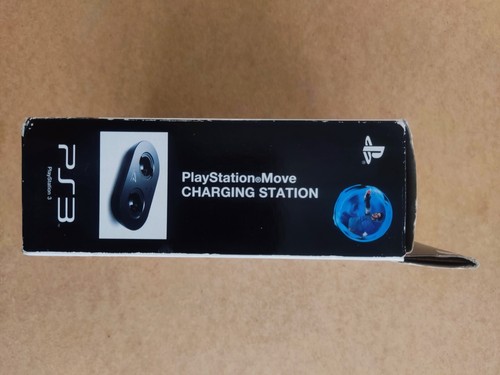 PS3
PlayStation 3
PlayStation®Move
CHARGING STATION